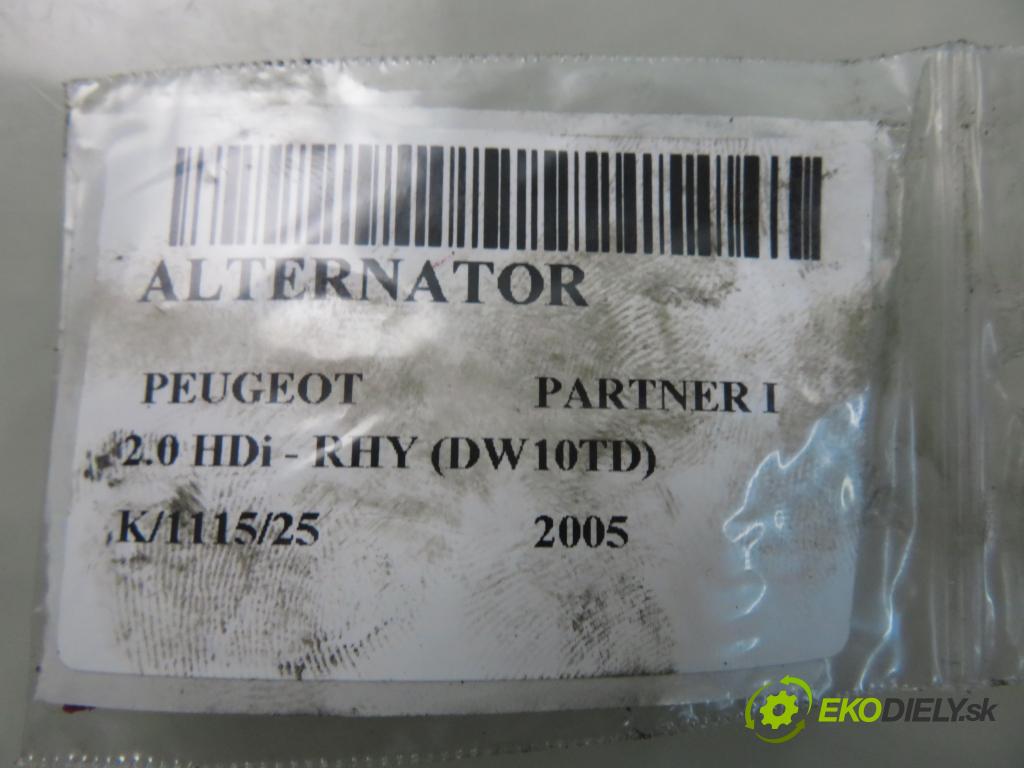 ALTERNATOR
PEUGEOT PARTNER I
2.0 HDi - RHY (DW10TD)
K/1115/25 2005
EKODIELY.sk